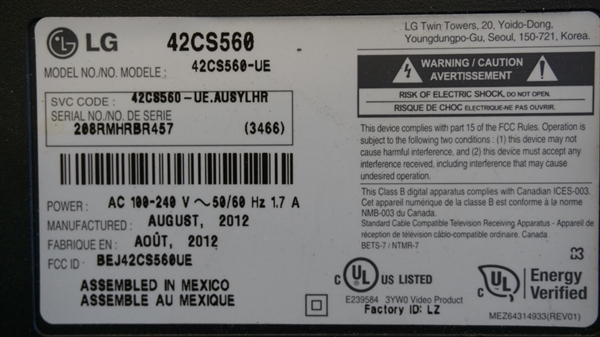 LG 42CS560
MODEL NO./NO. MODELE: 42CS560-UE
SVC CODE : 42CS560-UE.AUSYLHR
SERIAL NO./NO. DE SERIE
208RMHRBR457 (3466)
POWER: AC 100-240 V ~ 50/60 Hz 1.7 A
MANUFACTURED : AUGUST, 2012
FABRIQUÉ EN : AOÛT, 2012
FCC ID : BEJ42CS560UE
ASSEMBLED IN MEXICO
ASSEMBLE AU MEXIQUE
LG Twin Towers, 20, Yoido-Dong,
Youngdungpo-Gu, Seoul, 150-721, Korea.
WARNING / CAUTION
AVERTISSEMENT
RISK OF ELECTRIC SHOCK, DO NOT OPEN.
RISQUE DE CHOC ELECTRIQUE-NE PAS OUVRIR.
This device complies with part 15 of the FCC Rules. Operation is
subject to the following two conditions: (1) this device may not
cause harmful interference, and (2) this device must accept any
interference received, including interference that may cause
undesired operation.
This Class B digital apparatus complies with Canadian ICES-003.
Cet appareil numérique de la classe B est conforme à la norme
NMB-003 du Canada.
Standard Cable Compatible Television Receiving Apparatus - Appareil de
réception de télévision câble-compatible ordinaire. Canada
BETS-7 / NTMR-7
C UL US LISTED
E239584 3YW0 Video Product
Factory ID: LZ
C UL Energy
Verified
MEZ64314933(REV01)